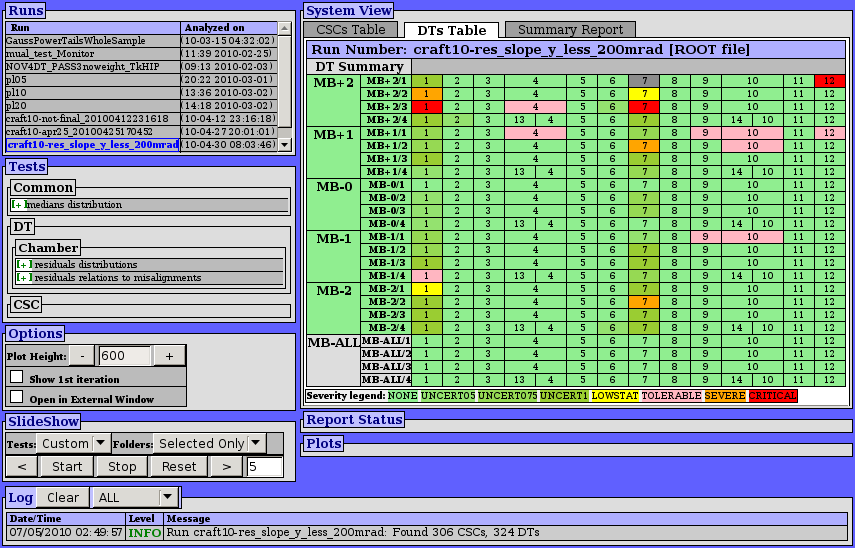 Runs
Run Analyzed on
GaussPowerTailsWholeSample (10-03-15 04:32:02)
mual_test_Monitor (11:39 2010-02-25)
NOV4DT_PASS3noweight_TkHIP (09:13 2010-02-03)
pl05 (20:22 2010-03-01)
pl10 (13:36 2010-03-02)
pl20 (14:18 2010-03-02)
craft10-not-final_20100412231618 (10-04-12 23:16:18)
craft10-apr25_20100425170452 (10-04-27 20:01:01)
craft10-res_slope_y_less_200mrad (10-04-30 08:03:46)
Tests
Common
[+] medians distribution
DT
Chamber
[+] residuals distributions
[+] residuals relations to misalignments
CSC
Options
Plot Height: - 600 +
Show 1st iteration
Open in External Window
SlideShow
Tests: Custom Folders: Selected Only
< Start Stop Reset > 5
System View
CSCs Table DTs Table Summary Report
Run Number: craft10-res_slope_y_less_200mrad [ROOT file]
DT Summary
MB+2 MB+2/1 1 2 3 4 5 6 7 8 9 10 11 12
MB+2/2 1 2 3 4 5 6 7 8 9 10 11 12
MB+2/3 1 2 3 4 5 6 7 8 9 10 11 12
MB+2/4 1 2 3 13 4 5 6 7 8 9 14 10 11 12
MB+1 MB+1/1 1 2 3 4 5 6 7 8 9 10 11 12
MB+1/2 1 2 3 4 5 6 7 8 9 10 11 12
MB+1/3 1 2 3 4 5 6 7 8 9 10 11 12
MB+1/4 1 2 3 13 4 5 6 7 8 9 14 10 11 12
MB-0 MB-0/1 1 2 3 4 5 6 7 8 9 10 11 12
MB-0/2 1 2 3 4 5 6 7 8 9 10 11 12
MB-0/3 1 2 3 4 5 6 7 8 9 10 11 12
MB-0/4 1 2 3 13 4 5 6 7 8 9 14 10 11 12
MB-1 MB-1/1 1 2 3 4 5 6 7 8 9 10 11 12
MB-1/2 1 2 3 4 5 6 7 8 9 10 11 12
MB-1/3 1 2 3 4 5 6 7 8 9 10 11 12
MB-1/4 1 2 3 13 4 5 6 7 8 9 14 10 11 12
MB-2 MB-2/1 1 2 3 4 5 6 7 8 9 10 11 12
MB-2/2 1 2 3 4 5 6 7 8 9 10 11 12
MB-2/3 1 2 3 4 5 6 7 8 9 10 11 12
MB-2/4 1 2 3 13 4 5 6 7 8 9 14 10 11 12
MB-ALL MB-ALL/1 1 2 3 4 5 6 7 8 9 10 11 12
MB-ALL/2 1 2 3 4 5 6 7 8 9 10 11 12
MB-ALL/3 1 2 3 4 5 6 7 8 9 10 11 12
MB-ALL/4 1 2 3 13 4 5 6 7 8 9 14 10 11 12
Severity legend: NONE UNCERT05 UNCERT075 UNCERT1 LOWSTAT TOLERABLE SEVERE CRITICAL
Report Status
Plots
Log Clear ALL
Date/Time Level Message
07/05/2010 02:49:57 INFO Run craft10-res_slope_y_less_200mrad: Found 306 CSCs, 324 DTs